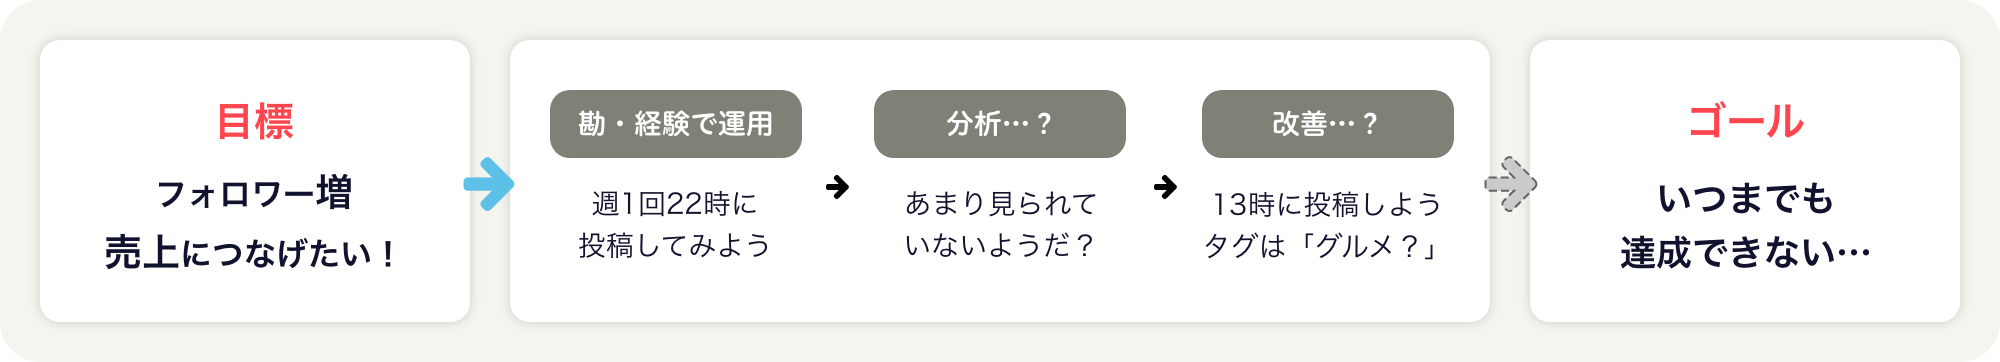 目標
フォロワー増
売上につなげたい！
勘・経験で運用
週1回22時に
投稿してみよう
分析…？
あまり見られて
いないようだ？
改善…？
13時に投稿しよう
タグは「グルメ？」
ゴール
いつまでも
達成できない…